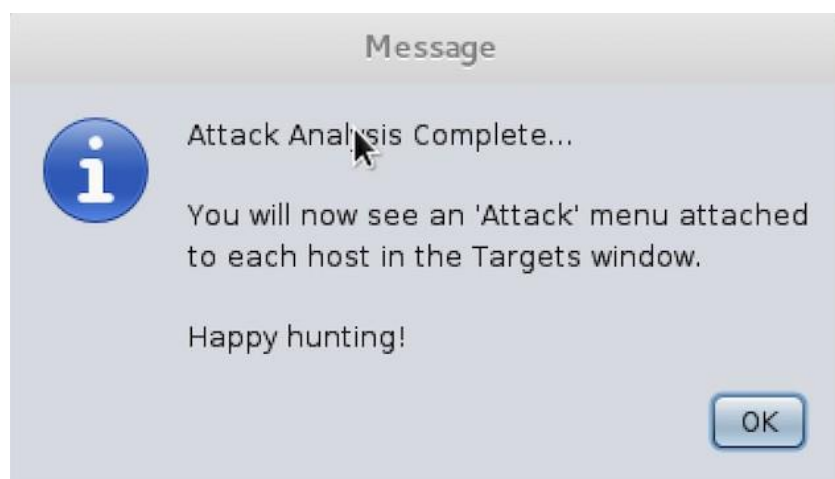 Message
Attack Analysis Complete...
You will now see an 'Attack' menu attached
to each host in the Targets window.
Happy hunting!
OK